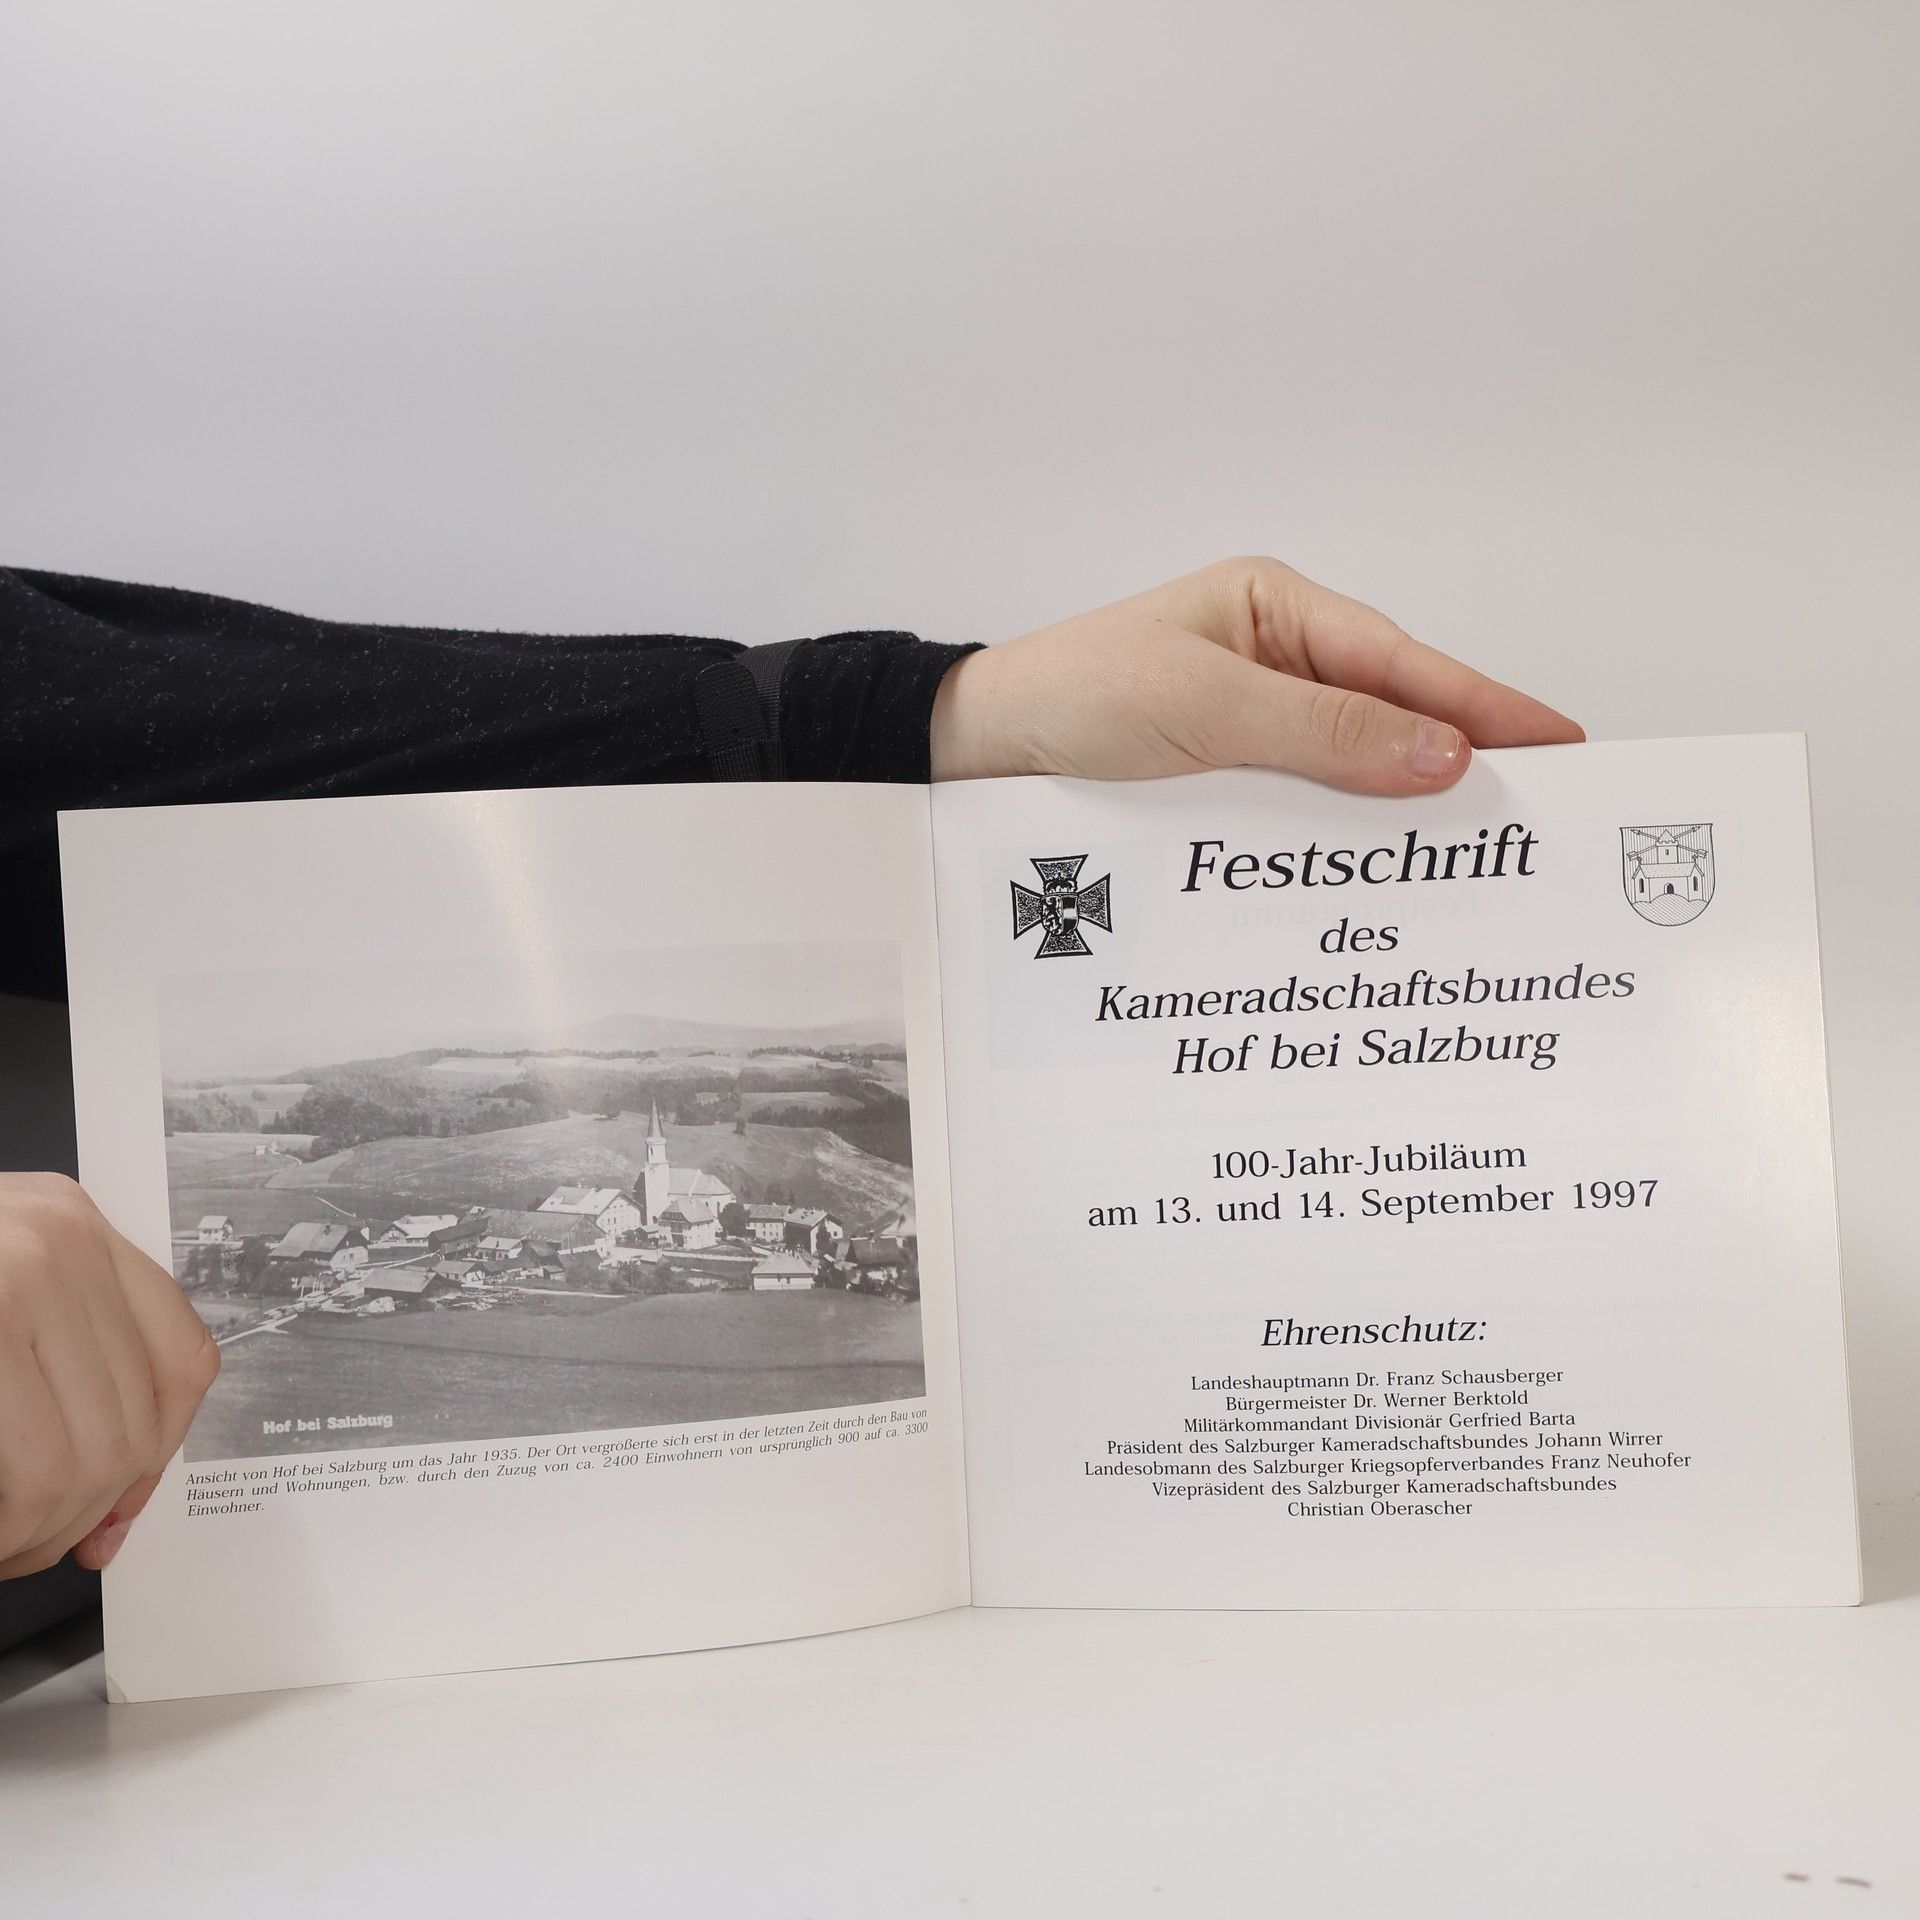 Hof bei Salzburg
Ansicht von Hof bei Salzburg um das Jahr 1935. Der Ort vergrößerte sich erst in der letzten Zeit durch den Bau von
Häusern und Wohnungen, bzw. durch den Zuzug von ca. 2400 Einwohnern von ursprünglich 900 auf ca. 3300
Einwohner.
Festschrift
des
Kameradschaftsbundes
Hof bei Salzburg
100-Jahr-Jubiläum
am 13. und 14. September 1997
Ehrenschutz:
Landeshauptmann Dr. Franz Schausberger
Bürgermeister Dr. Werner Berktold
Militärkommandant Divisionär Gerfried Barta
Präsident des Salzburger Kameradschaftsbundes Johann Wirrer
Landesobmann des Salzburger Kriegsopferverbandes Franz Neuhofer
Vizepräsident des Salzburger Kameradschaftsbundes
Christian Oberascher